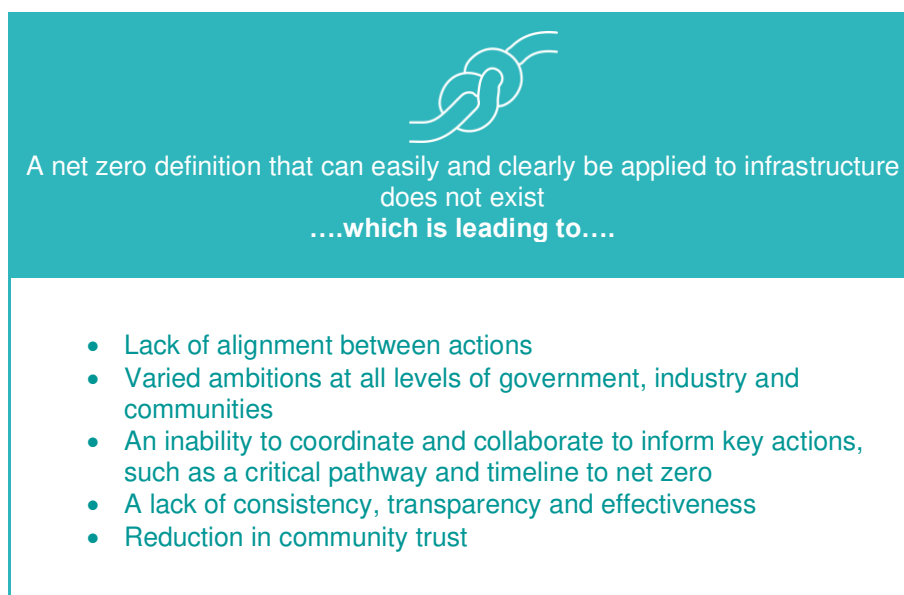 A net zero definition that can easily and clearly be applied to infrastructure
does not exist
....which is leading to....
• Lack of alignment between actions
• Varied ambitions at all levels of government, industry and
communities
• An inability to coordinate and collaborate to inform key actions,
such as a critical pathway and timeline to net zero
• A lack of consistency, transparency and effectiveness
• Reduction in community trust